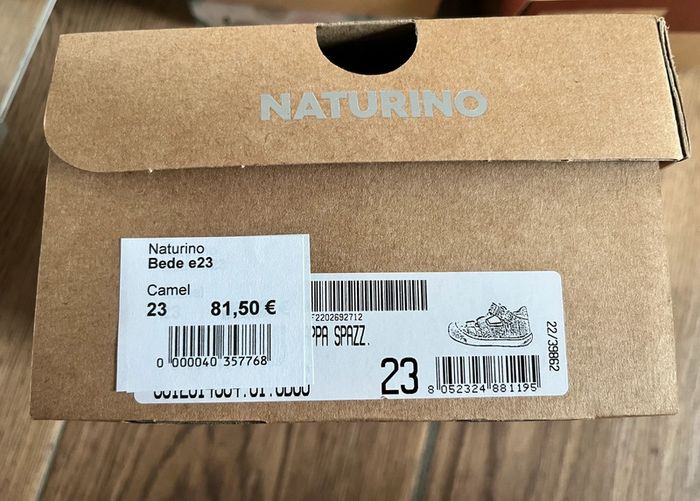 NATURINO
Naturino
Bede e23
Camel
23 81,50 €
0 000040 357768
F2202692712
PPA SPAZZ.
23
8 052324 881195
22/39862